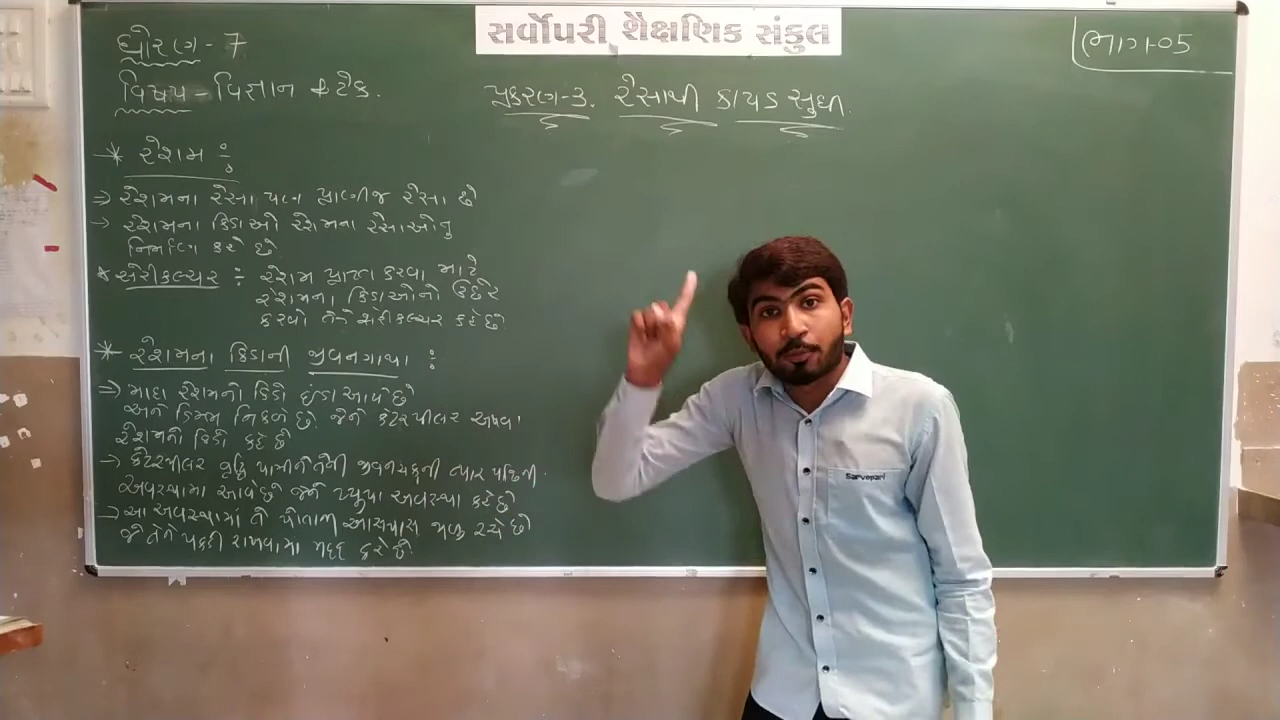 સર્વોપરી શૈક્ષણિક સંકુલ
ધોરણ - 7
ભાગ-05
વિષય - વિજ્ઞાન & ટેક.
પ્રકરણ-3. રેસાથી કાપડ સુધી.
* રેશમ :
⇒ રેશમના રેસા પણ પ્રાણીજ રેસા છે
→ રેશમના કિડાઓ રેશમના રેસાઓનુ
નિર્માણ કરે છે
* સેરીકલ્ચર : રેશમ પ્રાપ્ત કરવા માટે
રેશમના કિડાઓનો ઉછેર
કરવો તેને સેરીકલ્ચર કહે છે.
* રેશમના કિડાની જીવનગાથા :
⇒ માદા રેશમનો કિડો ઇંડા આપે છે
અને ડિમ્ભ નિકળે છે. જેને કેટરપીલર અથવા
રેશમનો કિડો કહે છે
→ કેટરપીલર વૃદ્ધિ પામીને તેની જીવનચક્રની ત્યાર પછીની
અવસ્થામા આવે છે જેને પ્યુપા અવસ્થા કહે છે
→ આ અવસ્થામાં તે પોતાની આસપાસ જાળુ રચે છે
જે તેને પકડી રાખવામા મદદ કરે છે.
Sarvopari